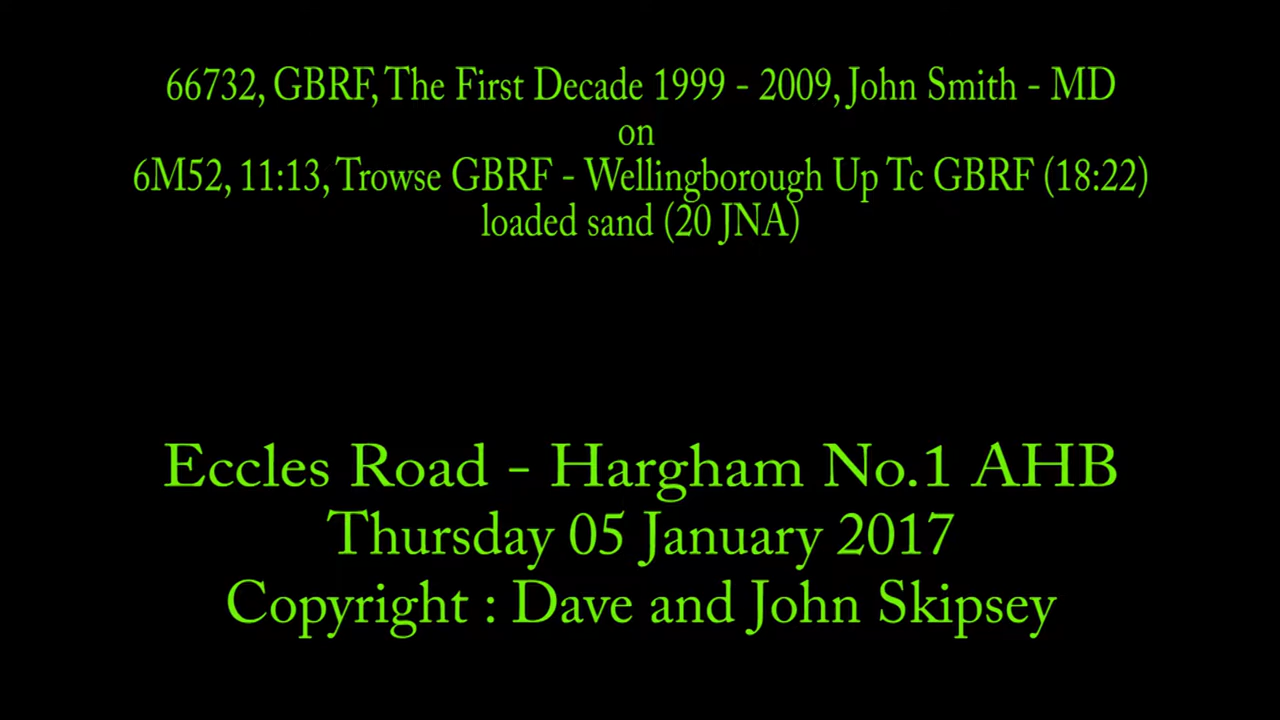 66732, GBRF, The First Decade 1999 - 2009, John Smith - MD
on
6M52, 11:13, Trowse GBRF - Wellingborough Up Tc GBRF (18:22)
loaded sand (20 JNA)
Eccles Road - Hargham No.1 AHB
Thursday 05 January 2017
Copyright : Dave and John Skipsey